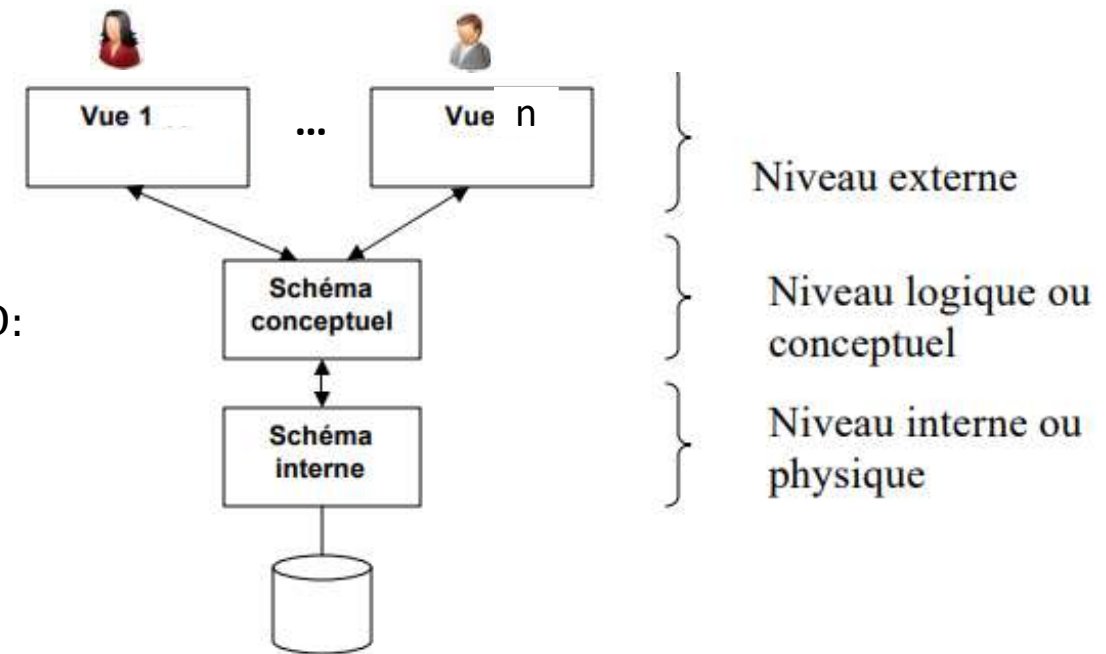 Vue 1
...
Vue n
Niveau externe
Schéma
conceptuel
Niveau logique ou
conceptuel
:
Schéma
interne
Niveau interne ou
physique